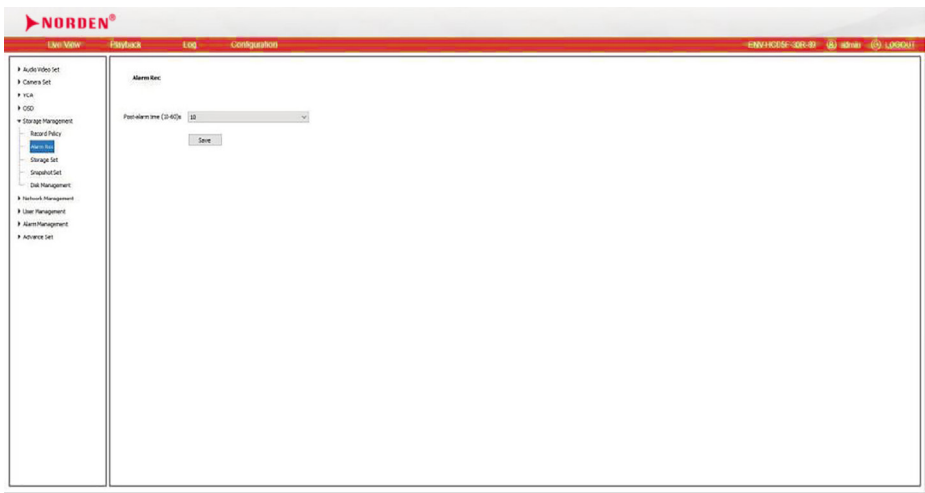 NORDEN®
Live View Playback Log Configuration admin LOGOUT
Audio Video Set
Camera Set
VCA
OSD
Storage Management
Record Policy
Alarm Rec
Storage Set
Snapshot Set
Disk Management
Network Management
User Management
Alarm Management
Advance Set
Alarm Rec
Post-alarm time (10-60)s 10
Save